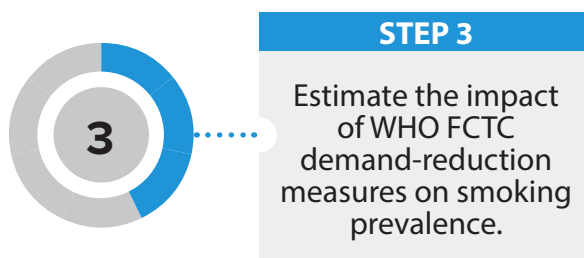 3
STEP 3
Estimate the impact
of WHO FCTC
demand-reduction
measures on smoking
prevalence.